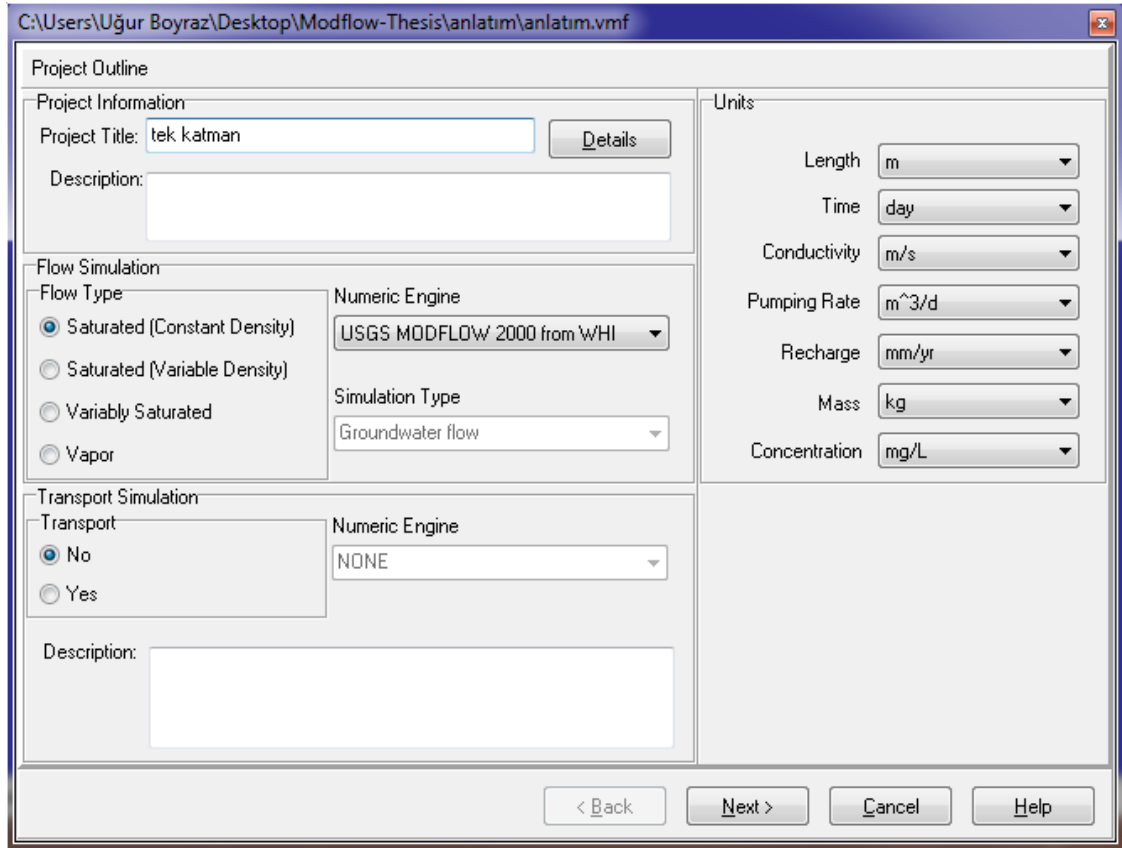 C:\Users\Uğur Boyraz\Desktop\Modflow-Thesis\anlatım\anlatım.vmf
Project Outline
Project Information
Project Title: tek katman
Details
Description:
Flow Simulation
Flow Type
Saturated (Constant Density)
Saturated (Variable Density)
Variably Saturated
Vapor
Numeric Engine
USGS MODFLOW 2000 from WHI
Simulation Type
Groundwater flow
Transport Simulation
Transport
No
Yes
Numeric Engine
NONE
Description:
Units
Length m
Time day
Conductivity m/s
Pumping Rate m^3/d
Recharge mm/yr
Mass kg
Concentration mg/L
< Back Next > Cancel Help